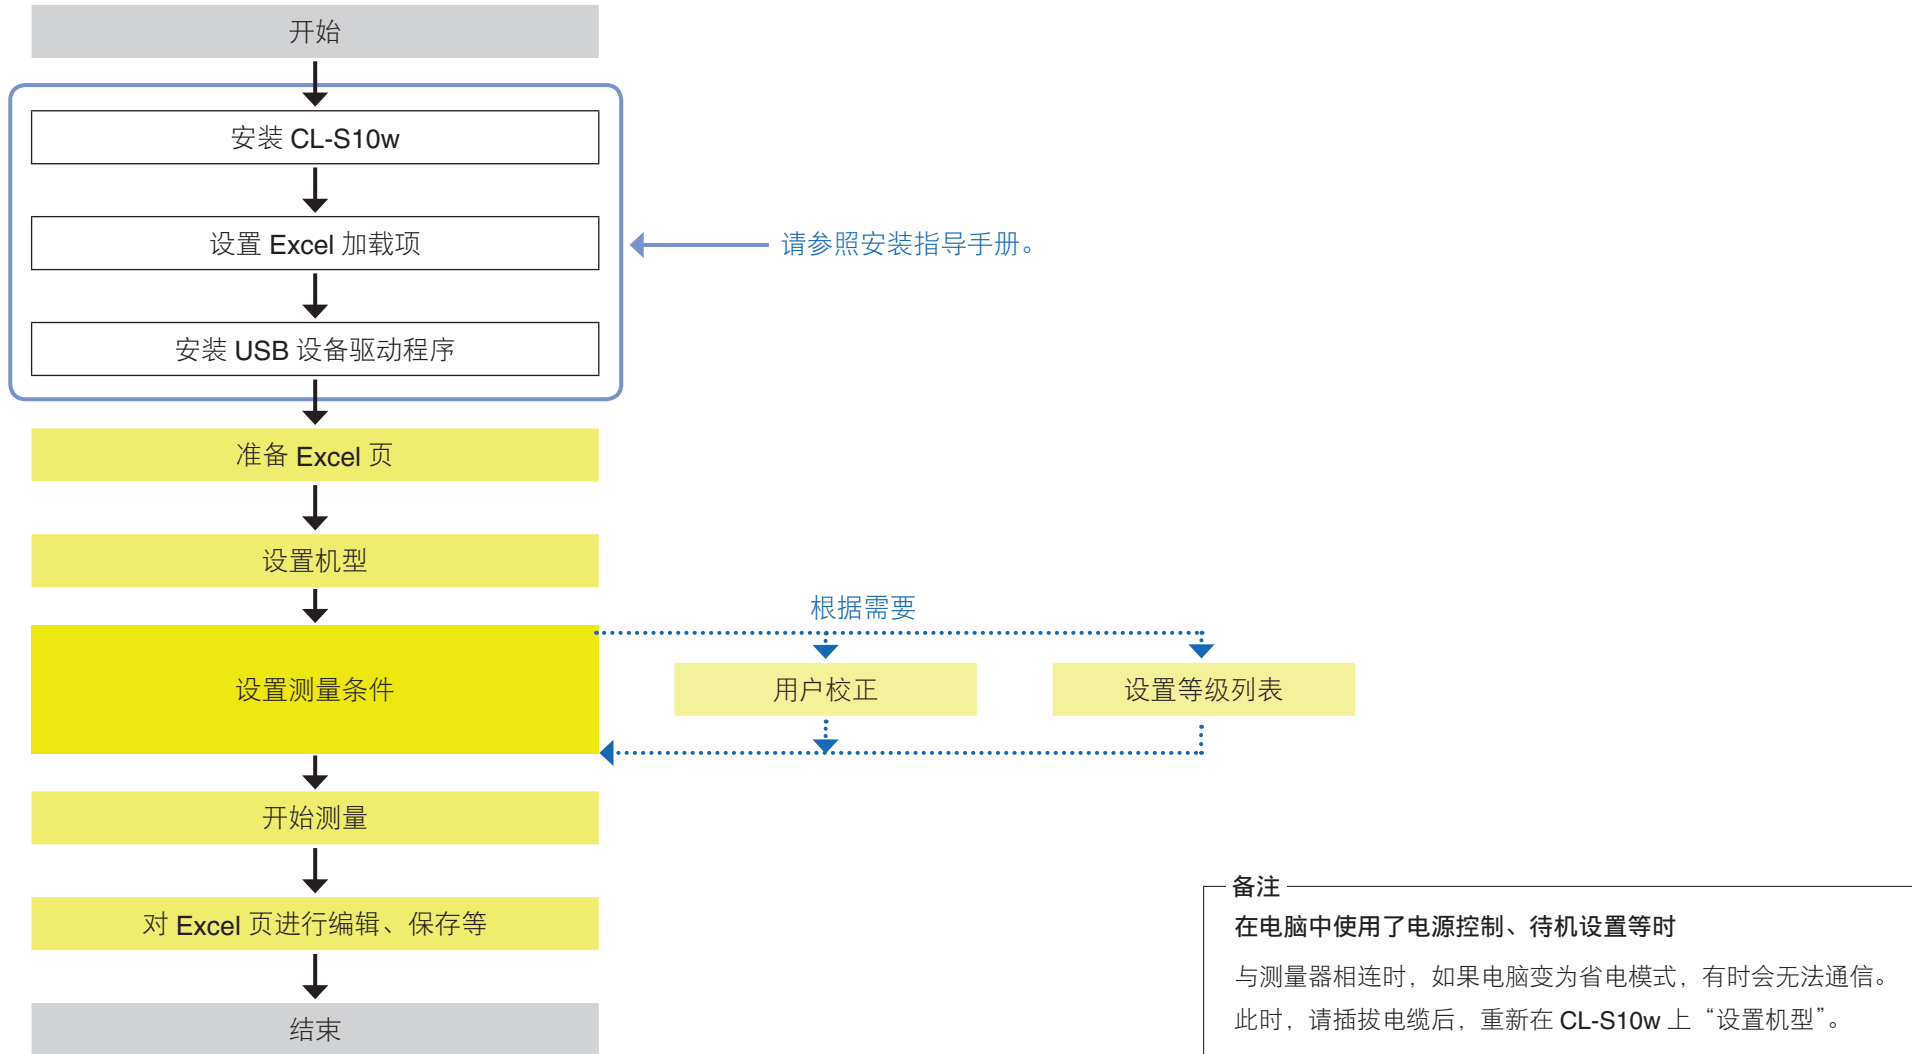 开始
安装 CL-S10w
设置 Excel 加载项
请参照安装指导手册。
安装 USB 设备驱动程序
准备 Excel 页
设置机型
根据需要
设置测量条件
用户校正
设置等级列表
开始测量
对 Excel 页进行编辑、保存等
结束
备注
在电脑中使用了电源控制、待机设置等时
与测量器相连时，如果电脑变为省电模式，有时会无法通信。
此时，请插拔电缆后，重新在 CL-S10w 上“设置机型”。